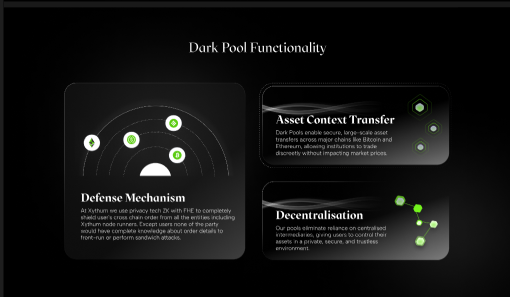 Dark Pool Functionality
Defense Mechanism
At Xythum we use privacy tech ZK with FHE to completely
shield user's cross chain order from all the entities including
Xythum node runners. Except users none of the party
would have complete knowledge about order details to
front-run or perform sandwich attacks.
Asset Context Transfer
Dark Pools enable secure, large-scale asset
transfers across major chains like Bitcoin and
Ethereum, allowing institutions to trade
discreetly without impacting market prices.
Decentralisation
Our pools eliminate reliance on centralised
intermediaries, giving users to control their
assets in a private, secure, and trustless
environment.